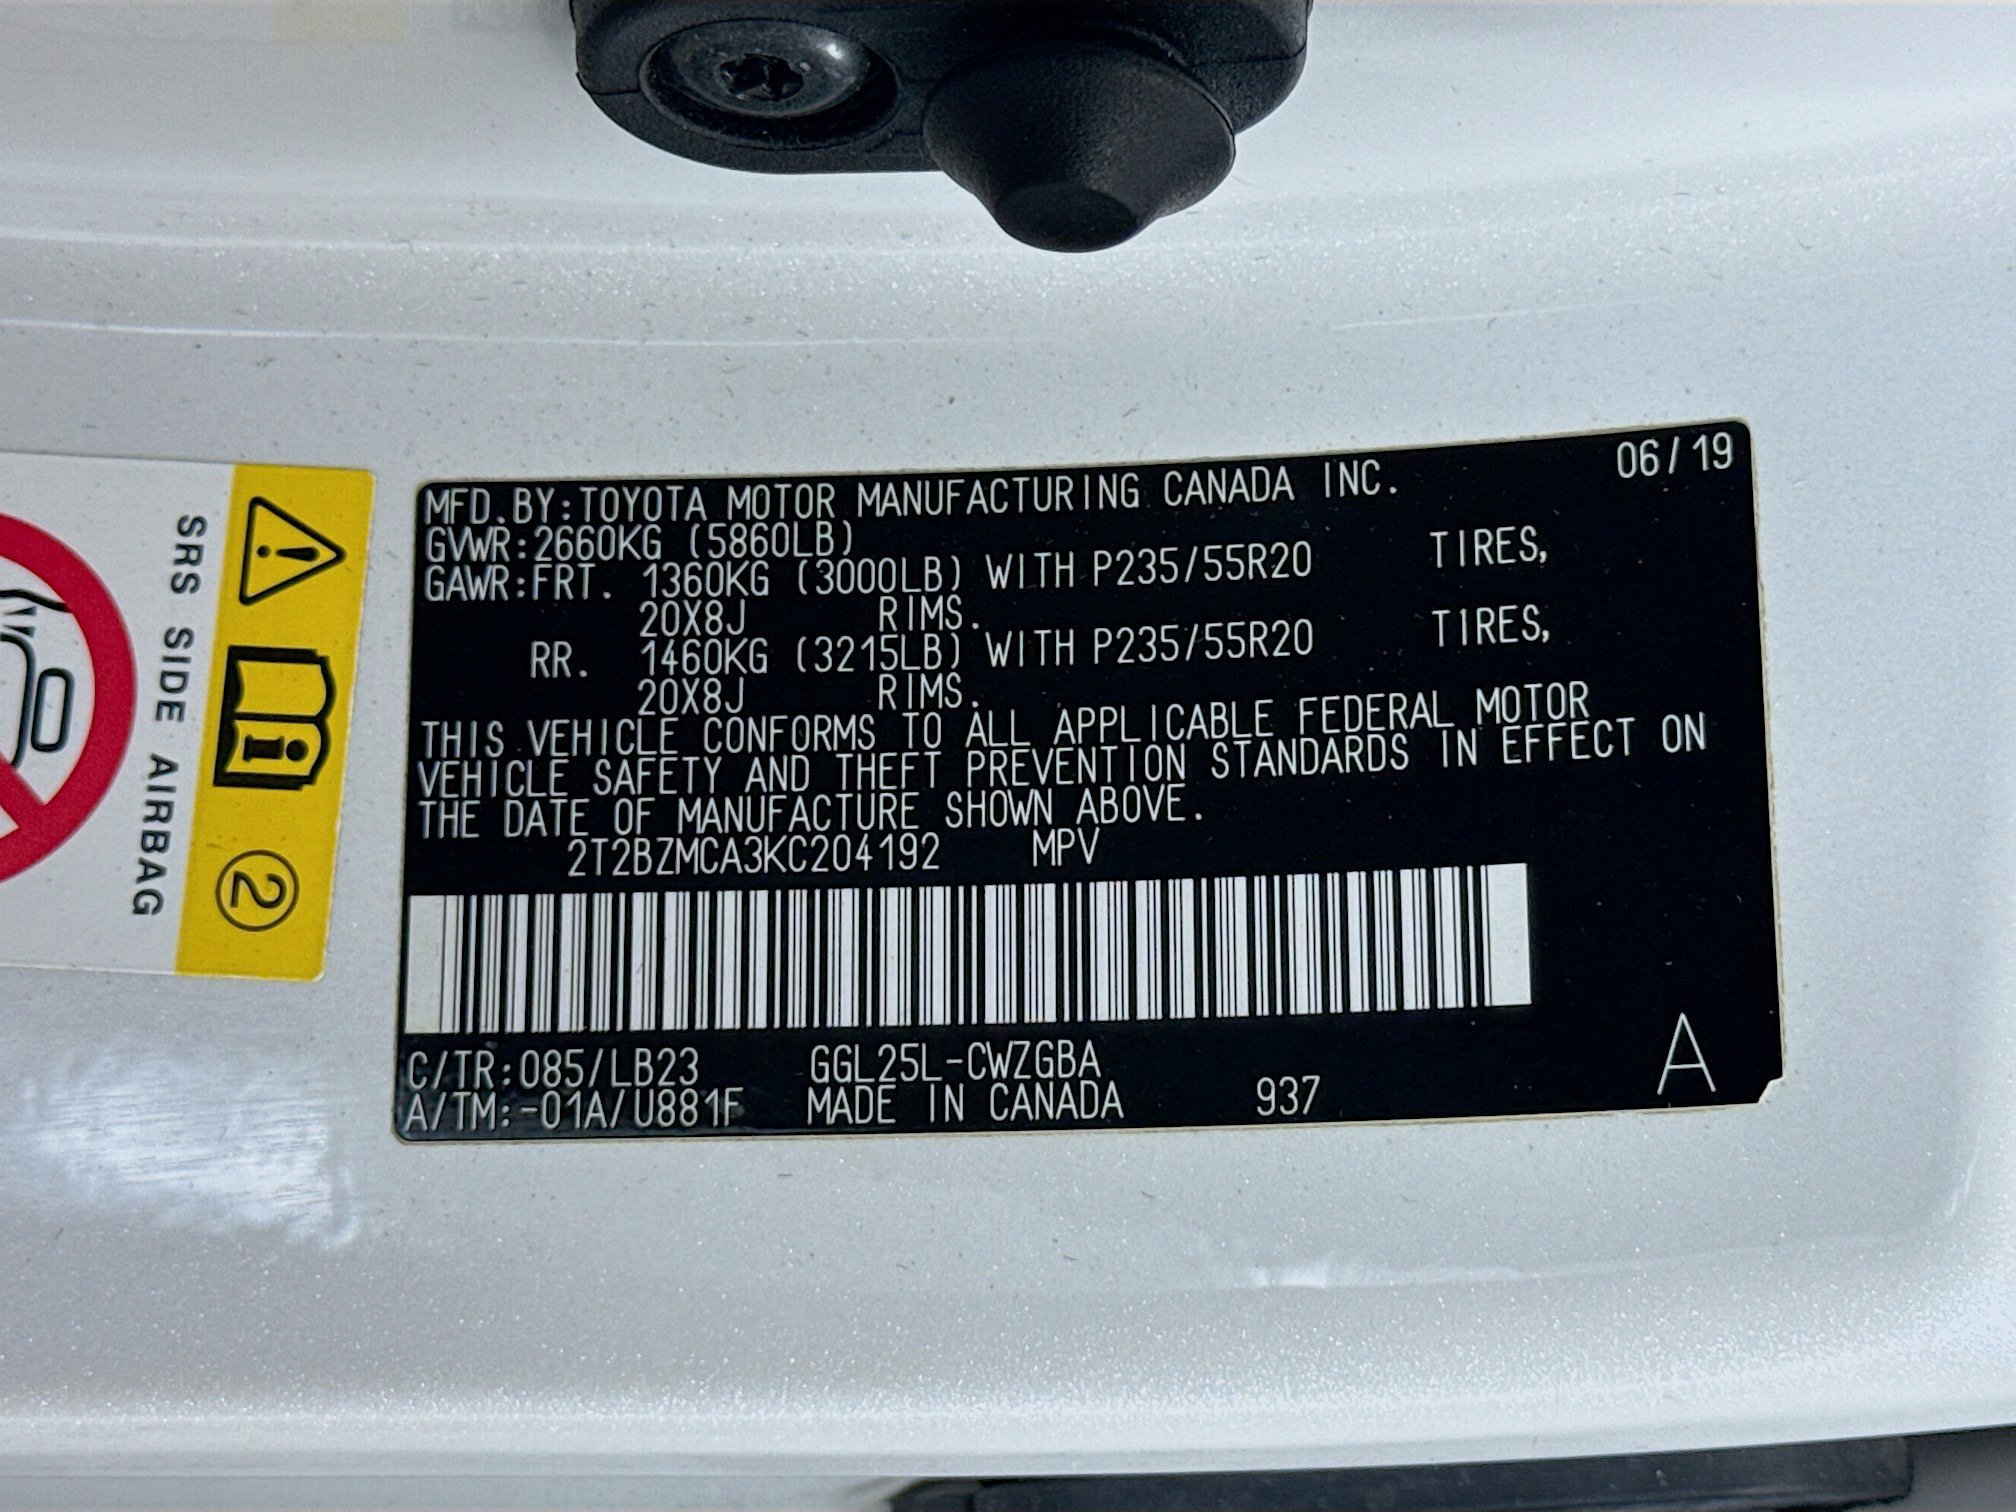 MFD.BY:TOYOTA MOTOR MANUFACTURING CANADA INC. 06/19
GVWR:2660KG (5860LB)
GAWR:FRT. 1360KG (3000LB) WITH P235/55R20 TIRES,
20X8J RIMS.
RR. 1460KG (3215LB) WITH P235/55R20 TIRES,
20X8J RIMS.
THIS VEHICLE CONFORMS TO ALL APPLICABLE FEDERAL MOTOR
VEHICLE SAFETY AND THEFT PREVENTION STANDARDS IN EFFECT ON
THE DATE OF MANUFACTURE SHOWN ABOVE.
2T2BZMCA3KC204192 MPV
C/TR:085/LB23 GGL25L-CWZGBA
A/TM:-01A/U881F MADE IN CANADA 937 A
SRS SIDE AIRBAG
2